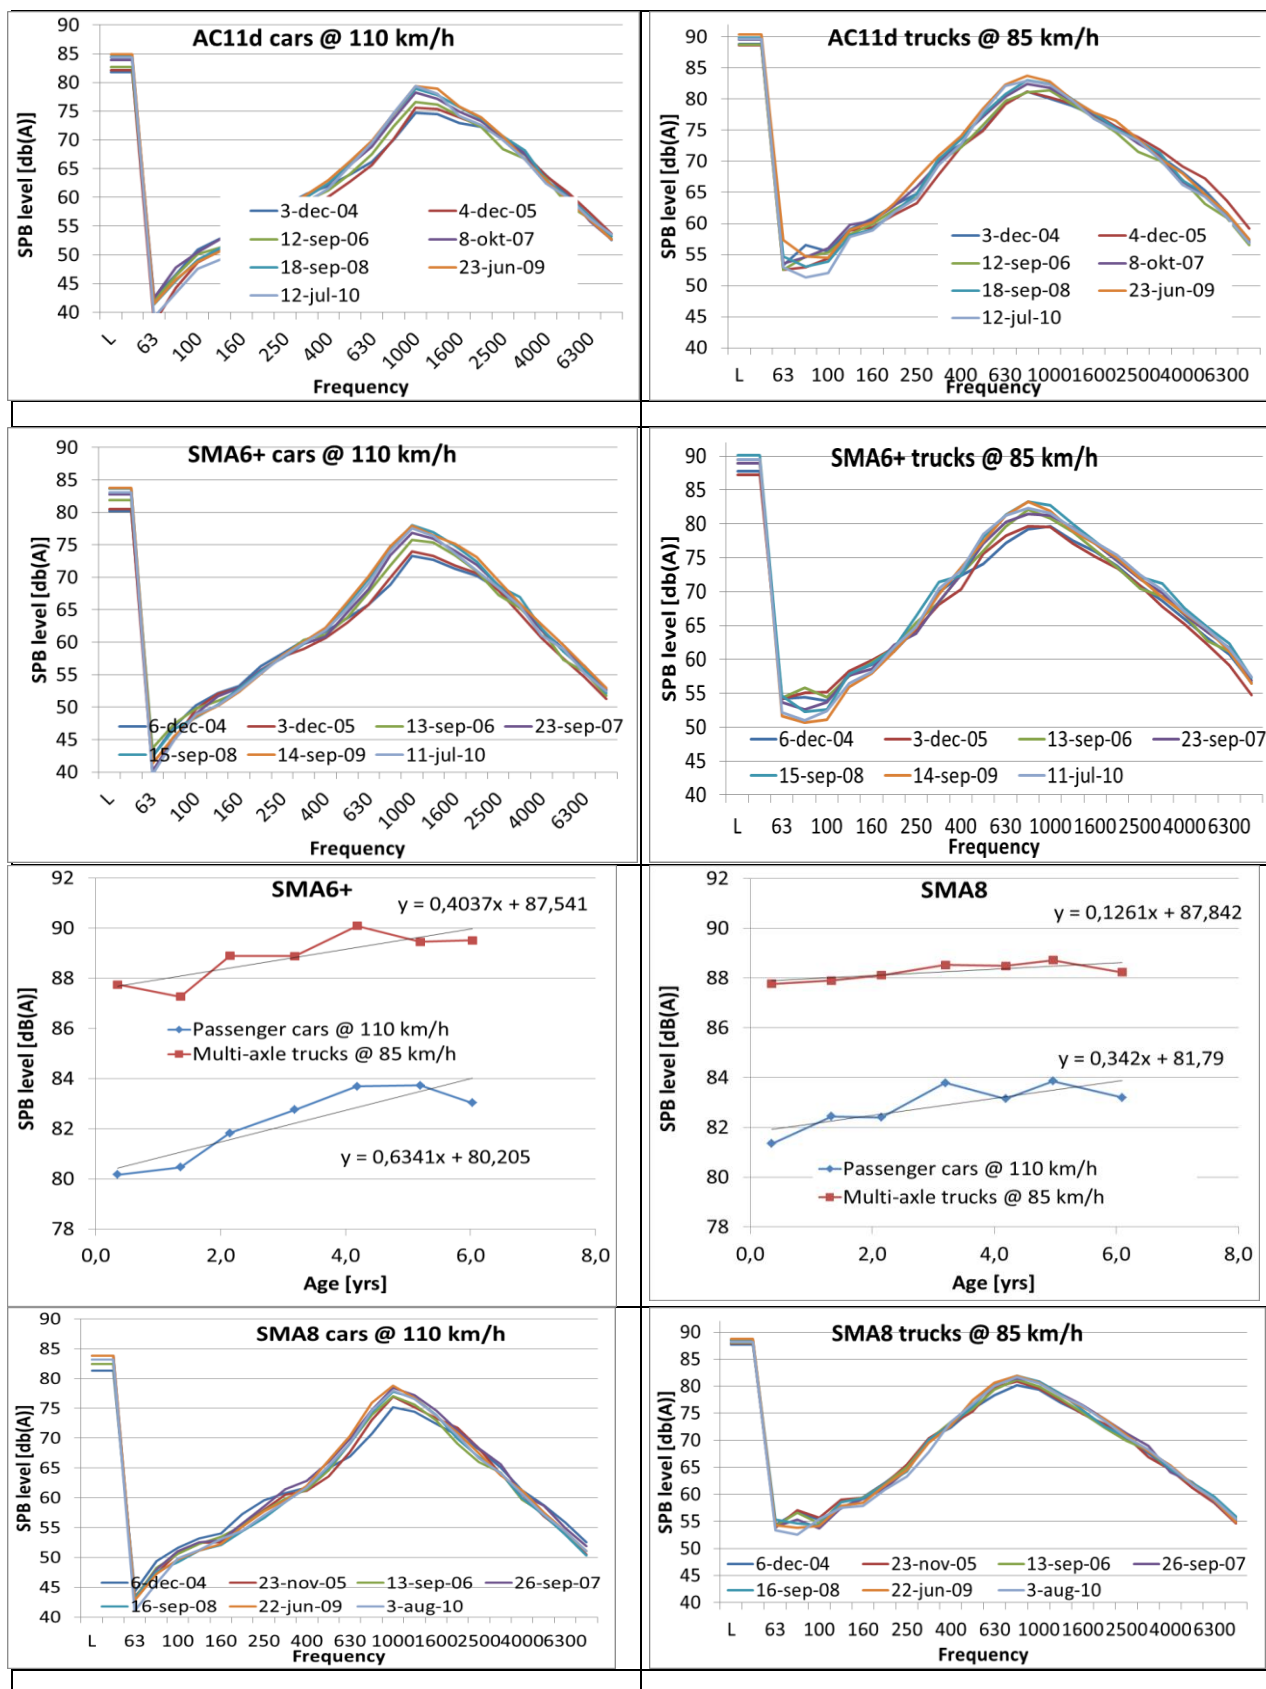 AC11d cars @ 110 km/h
SPB level [db(A)]
90
85
80
75
70
65
60
55
50
45
40
3-dec-04 4-dec-05
12-sep-06 8-okt-07
18-sep-08 23-jun-09
12-jul-10
L 63 100 160 250 400 630 1000 1600 2500 4000 6300
Frequency
AC11d trucks @ 85 km/h
SPB level [db(A)]
90
85
80
75
70
65
60
55
50
45
40
3-dec-04 4-dec-05
12-sep-06 8-okt-07
18-sep-08 23-jun-09
12-jul-10
L 63 100 160 250 400 630 1000 1600 2500 4000 6300
Frequency
SMA6+ cars @ 110 km/h
SPB level [db(A)]
90
85
80
75
70
65
60
55
50
45
40
6-dec-04 3-dec-05 13-sep-06 23-sep-07
15-sep-08 14-sep-09 11-jul-10
L 63 100 160 250 400 630 1000 1600 2500 4000 6300
Frequency
SMA6+ trucks @ 85 km/h
SPB level [db(A)]
90
85
80
75
70
65
60
55
50
45
40
6-dec-04 3-dec-05 13-sep-06 23-sep-07
15-sep-08 14-sep-09 11-jul-10
L 63 100 160 250 400 630 1000 1600 2500 4000 6300
Frequency
SMA6+
SPB level [dB(A)]
92
90
88
86
84
82
80
78
y = 0,4037x + 87,541
Passenger cars @ 110 km/h
Multi-axle trucks @ 85 km/h
y = 0,6341x + 80,205
0,0 2,0 4,0 6,0 8,0
Age [yrs]
SMA8
SPB level [dB(A)]
92
90
88
86
84
82
80
78
y = 0,1261x + 87,842
y = 0,342x + 81,79
Passenger cars @ 110 km/h
Multi-axle trucks @ 85 km/h
0,0 2,0 4,0 6,0 8,0
Age [yrs]
SMA8 cars @ 110 km/h
SPB level [db(A)]
90
85
80
75
70
65
60
55
50
45
40
6-dec-04 23-nov-05 13-sep-06 26-sep-07
16-sep-08 22-jun-09 3-aug-10
L 63 100 160 250 400 630 1000 1600 2500 4000 6300
Frequency
SMA8 trucks @ 85 km/h
SPB level [db(A)]
90
85
80
75
70
65
60
55
50
45
40
6-dec-04 23-nov-05 13-sep-06 26-sep-07
16-sep-08 22-jun-09 3-aug-10
L 63 100 160 250 400 630 1000 1600 2500 4000 6300
Frequency